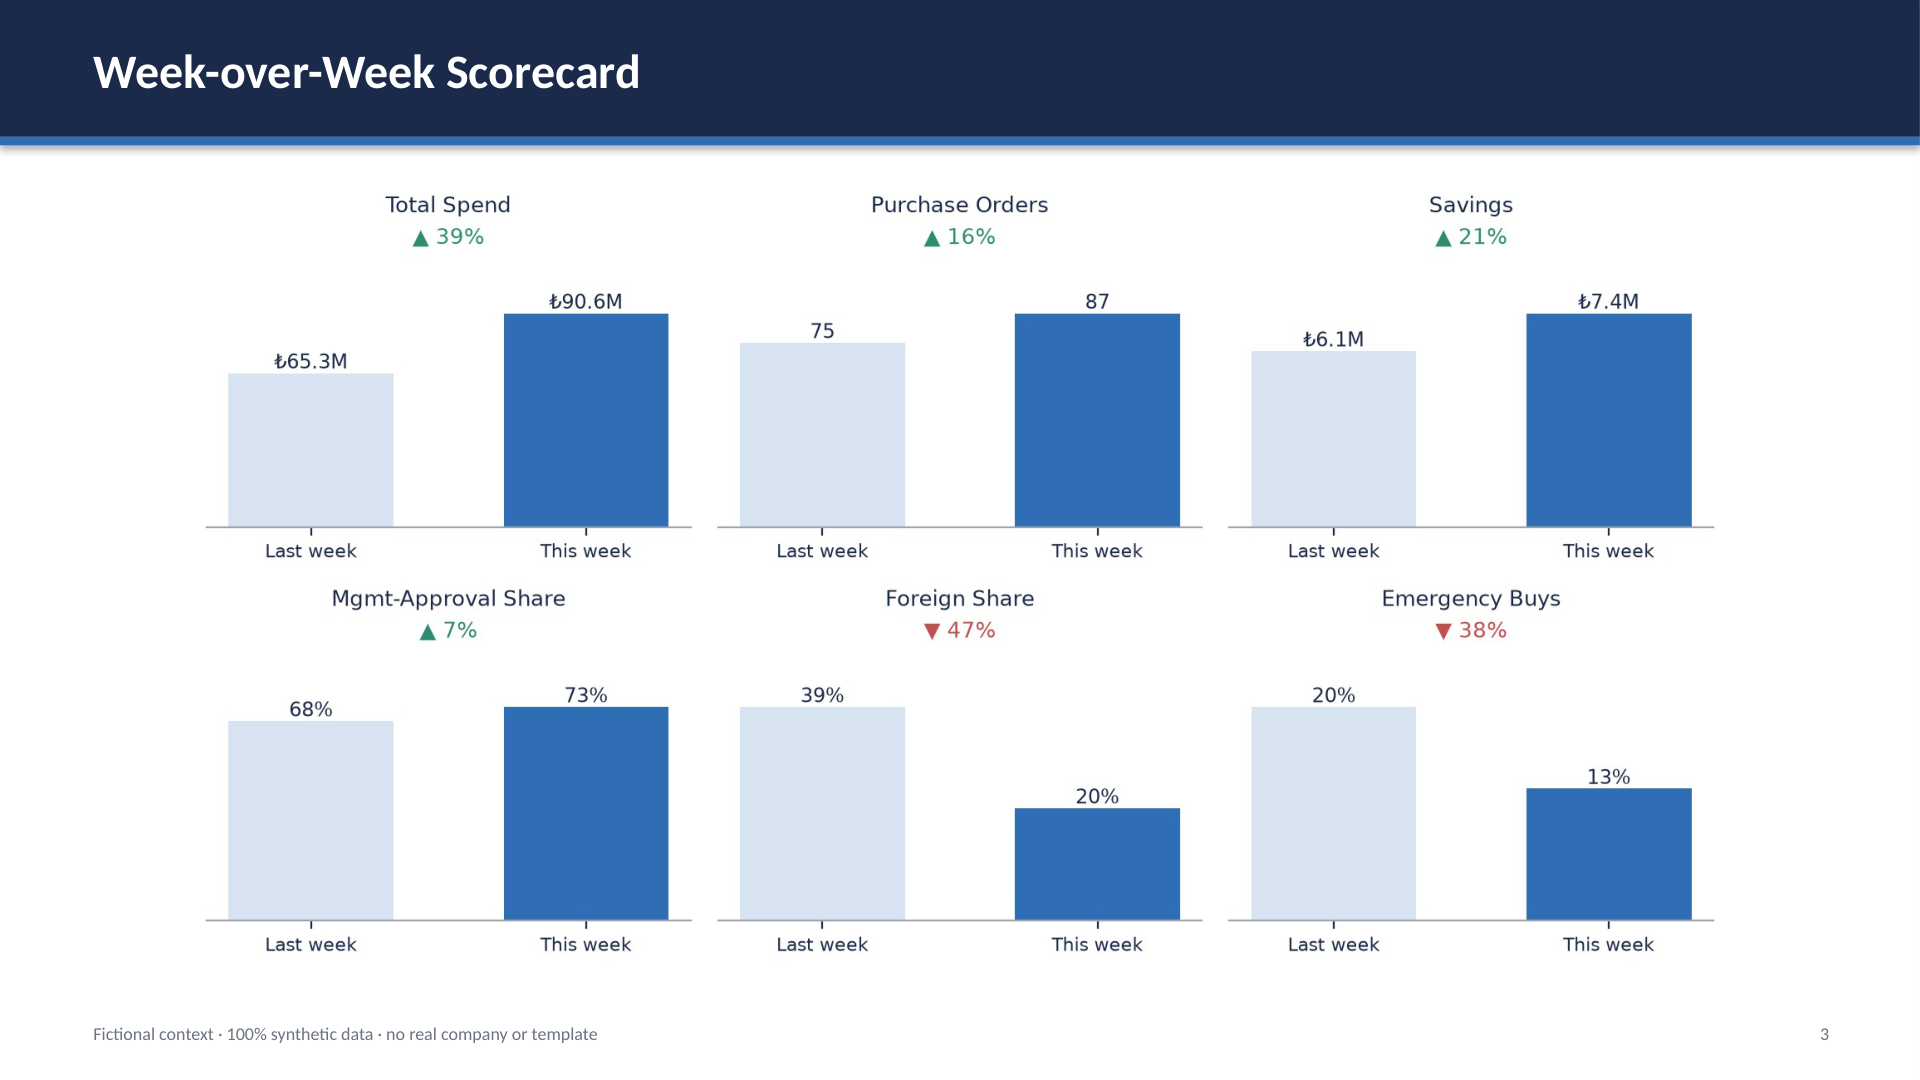 Week-over-Week Scorecard
Total Spend
▲ 39%
₺65.3M
₺90.6M
Last week
This week
Purchase Orders
▲ 16%
75
87
Last week
This week
Savings
▲ 21%
₺6.1M
₺7.4M
Last week
This week
Mgmt-Approval Share
▲ 7%
68%
73%
Last week
This week
Foreign Share
▼ 47%
39%
20%
Last week
This week
Emergency Buys
▼ 38%
20%
13%
Last week
This week
Fictional context · 100% synthetic data · no real company or template
3